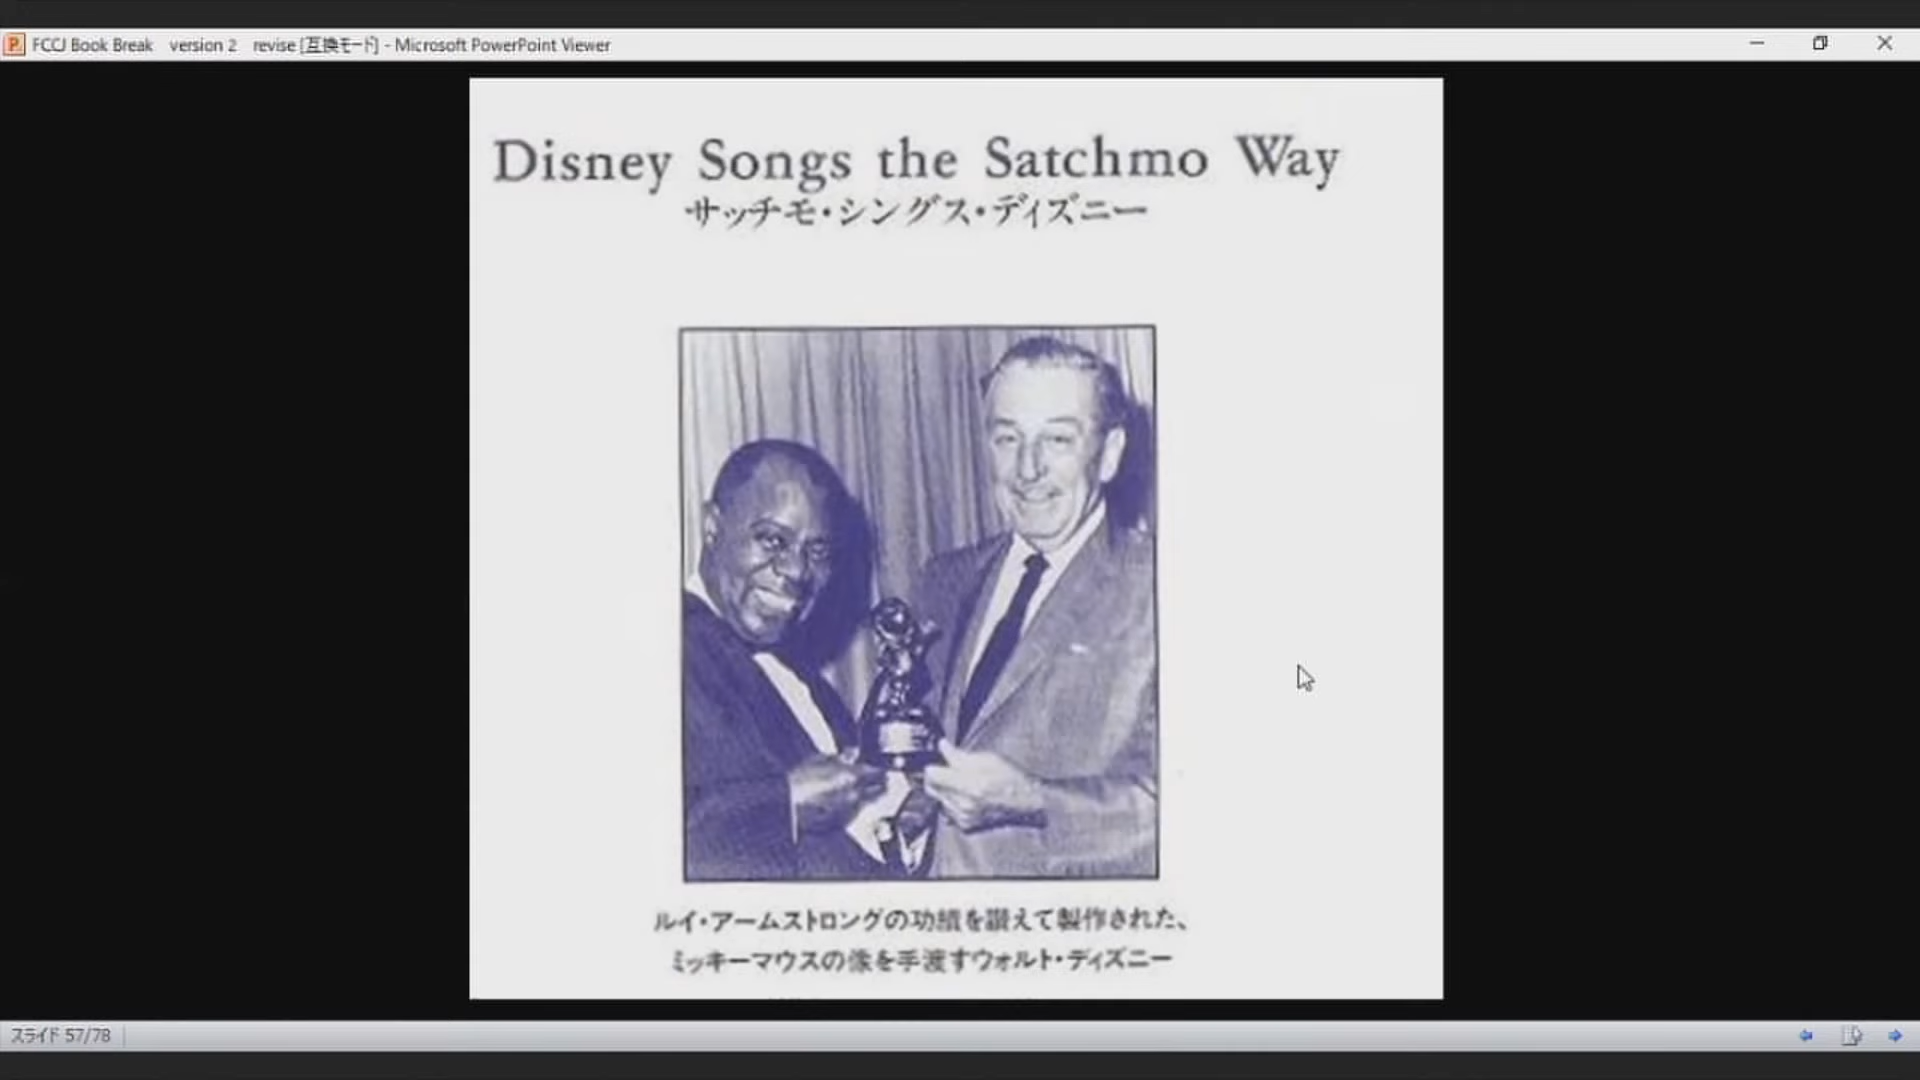 FCCJ Book Break version 2 revise [互換モード] - Microsoft PowerPoint Viewer
Disney Songs the Satchmo Way
サッチモ・シングス・ディズニー
ルイ・アームストロングの功績を讃えて製作された、
ミッキーマウスの像を手渡すウォルト・ディズニー
スライド 57/78